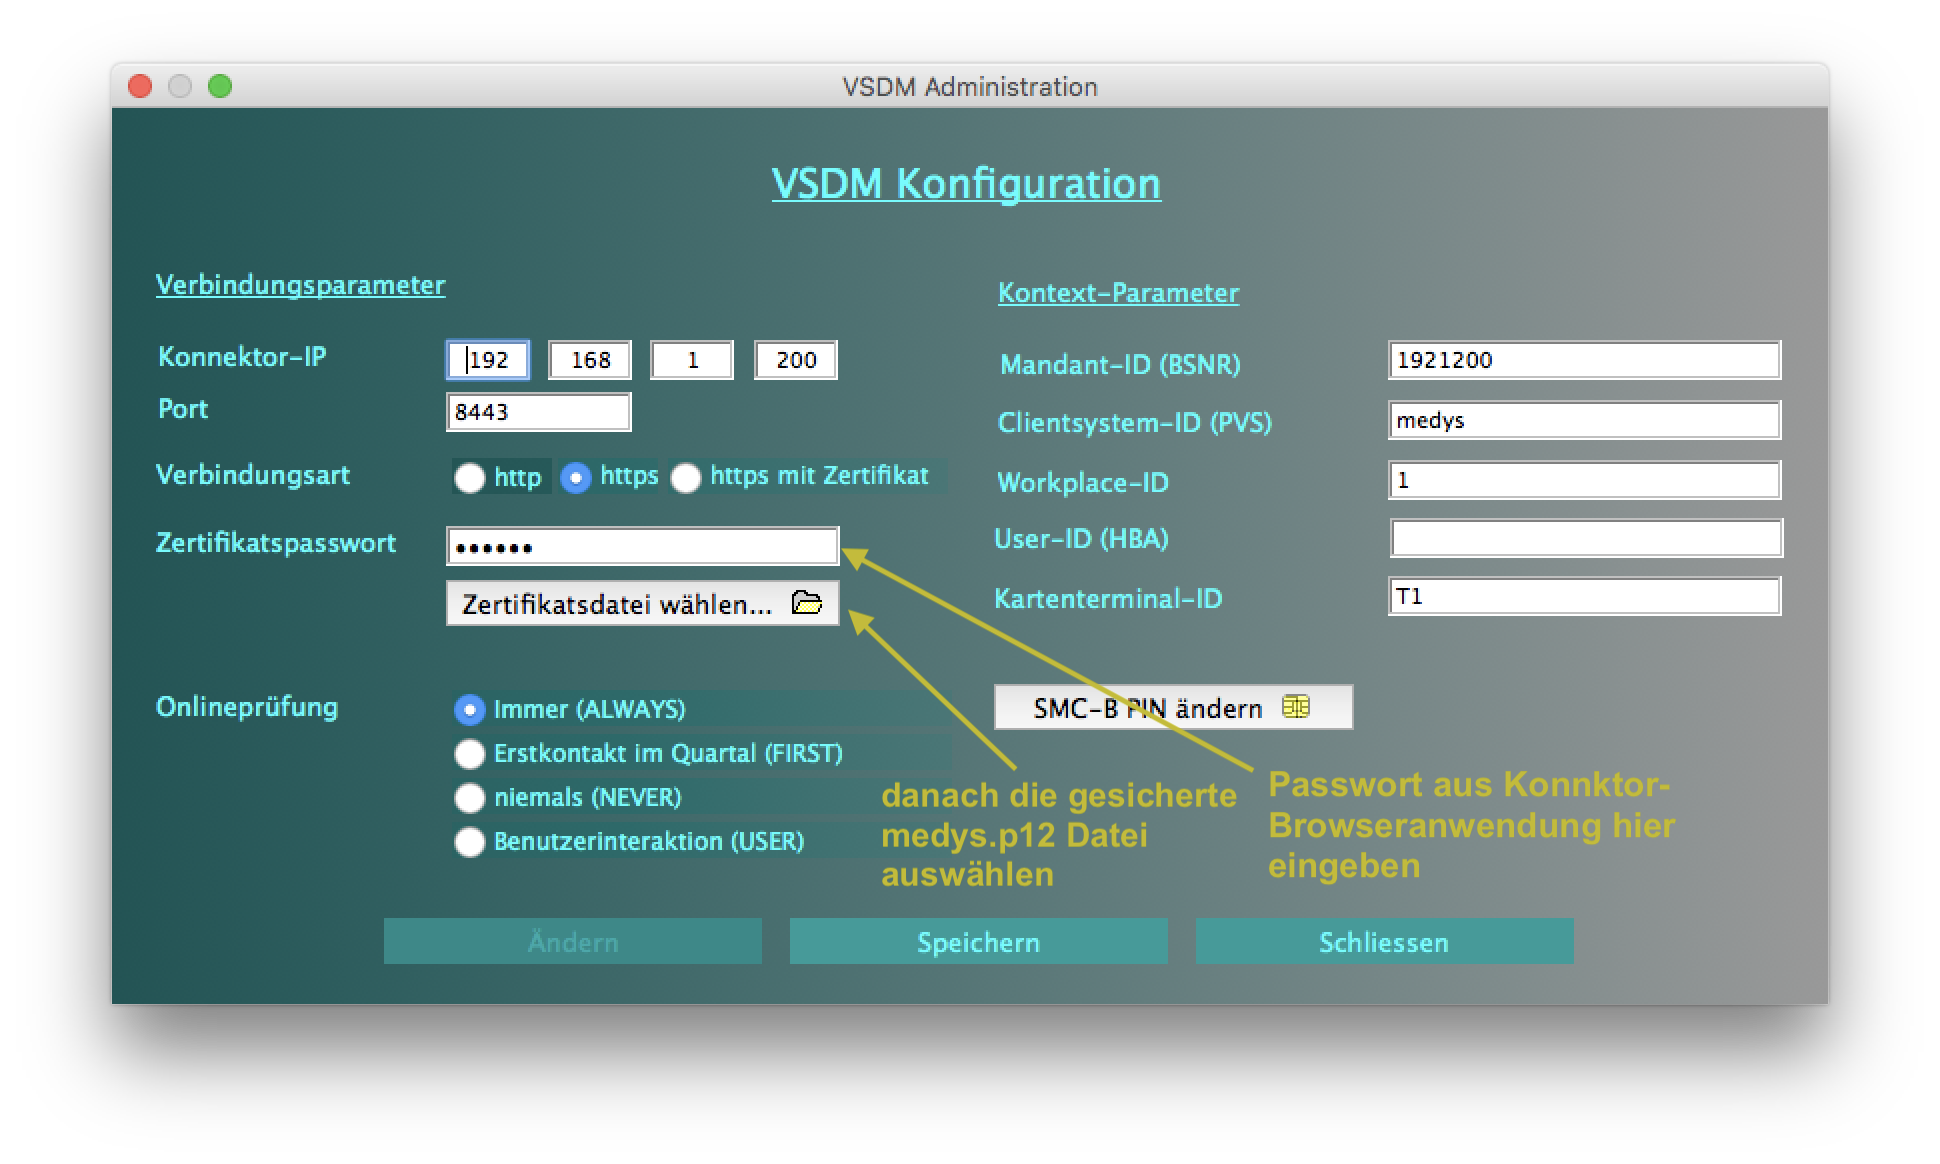 VSDM Administration
VSDM Konfiguration
Verbindungsparameter
Konnektor-IP
192 168 1 200
Port
8443
Verbindungsart
http https https mit Zertifikat
Zertifikatspasswort
••••••
Zertifikatsdatei wählen...
Onlineprüfung
Immer (ALWAYS)
Erstkontakt im Quartal (FIRST)
niemals (NEVER)
Benutzerinteraktion (USER)
Kontext-Parameter
Mandant-ID (BSNR)
1921200
Clientsystem-ID (PVS)
medys
Workplace-ID
1
User-ID (HBA)
Kartenterminal-ID
T1
SMC-B PIN ändern
danach die gesicherte
medys.p12 Datei
auswählen
Passwort aus Konnktor-
Browseranwendung hier
eingeben
Ändern
Speichern
Schliessen